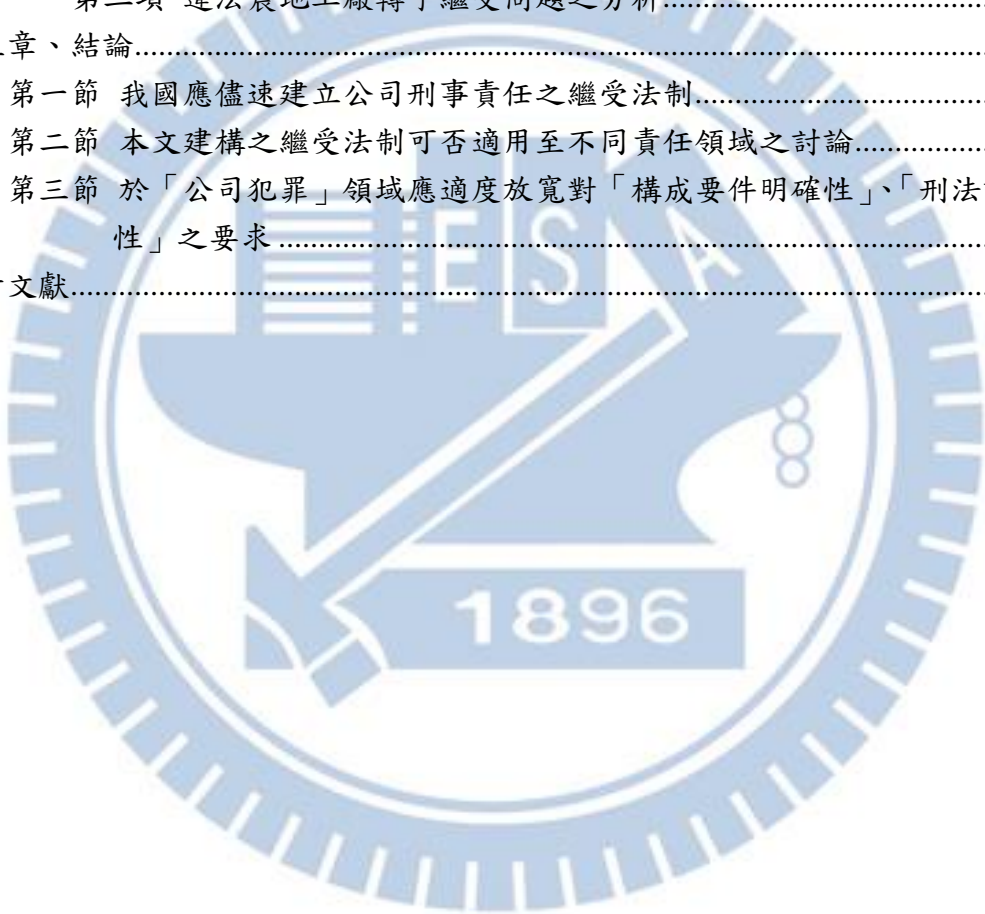 第二項 違法農地工廠轉手繼受問題之分析
章、結論
第一節 我國應儘速建立公司刑事責任之繼受法制
第二節 本文建構之繼受法制可否適用至不同責任領域之討論
第三節 於「公司犯罪」領域應適度放寬對「構成要件明確性」、「刑法
性」之要求
文獻
E S A
1896